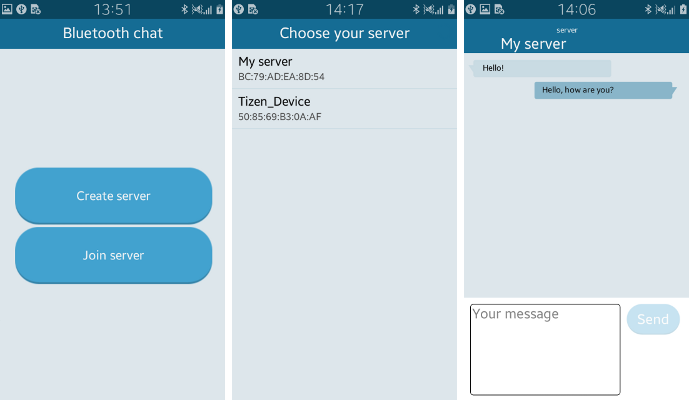 13:51
Bluetooth chat
Create server
Join server
14:17
Choose your server
My server
BC:79:AD:EA:8D:54
Tizen_Device
50:85:69:B3:0A:AF
14:06
server
My server
Hello!
Hello, how are you?
Your message
Send